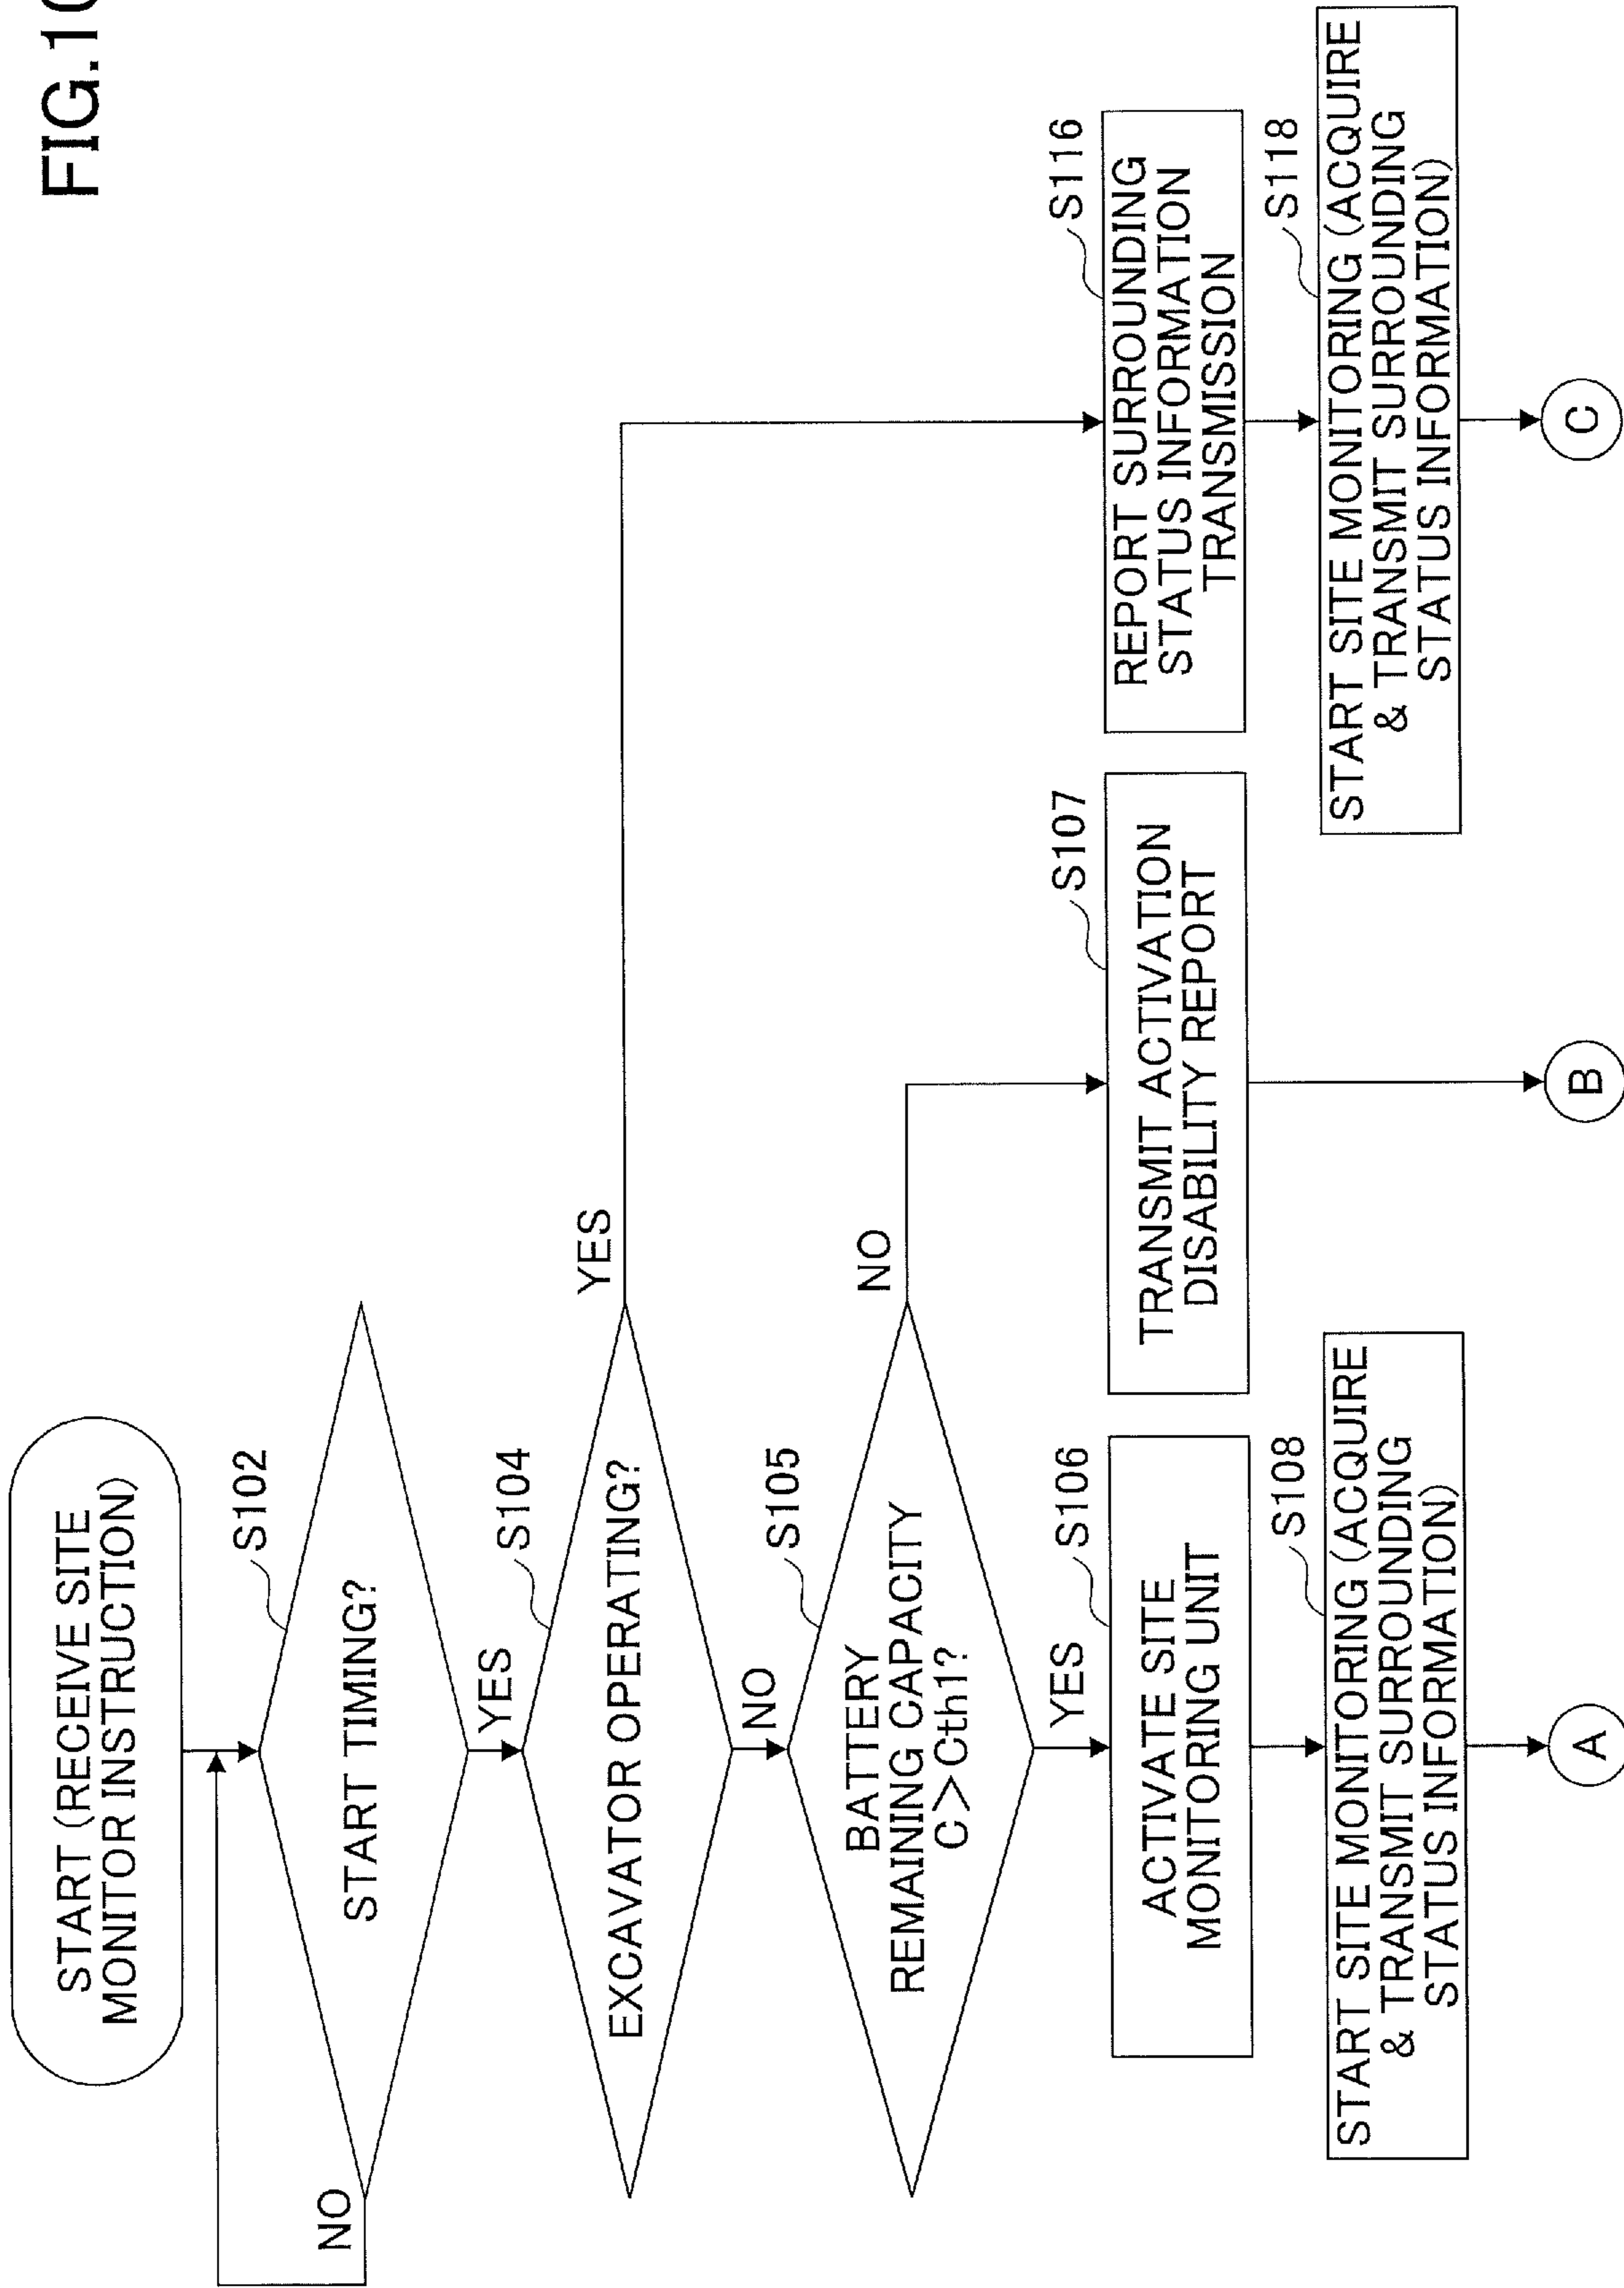 FIG.10
START (RECEIVE SITE
MONITOR INSTRUCTION)
S102
START TIMING?
NO
YES
S104
EXCAVATOR OPERATING?
YES
NO
S105
BATTERY
REMAINING CAPACITY
C>Cth1?
NO
YES
S106
ACTIVATE SITE
MONITORING UNIT
S107
TRANSMIT ACTIVATION
DISABILITY REPORT
S116
REPORT SURROUNDING
STATUS INFORMATION
TRANSMISSION
S108
START SITE MONITORING (ACQUIRE
& TRANSMIT SURROUNDING
STATUS INFORMATION)
S118
START SITE MONITORING (ACQUIRE
& TRANSMIT SURROUNDING
STATUS INFORMATION)
A
B
C